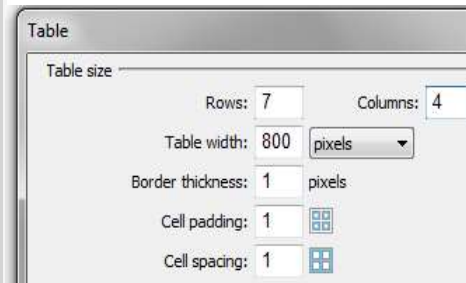 Table
Table size
Rows: 7 Columns: 4
Table width: 800 pixels
Border thickness: 1 pixels
Cell padding: 1
Cell spacing: 1